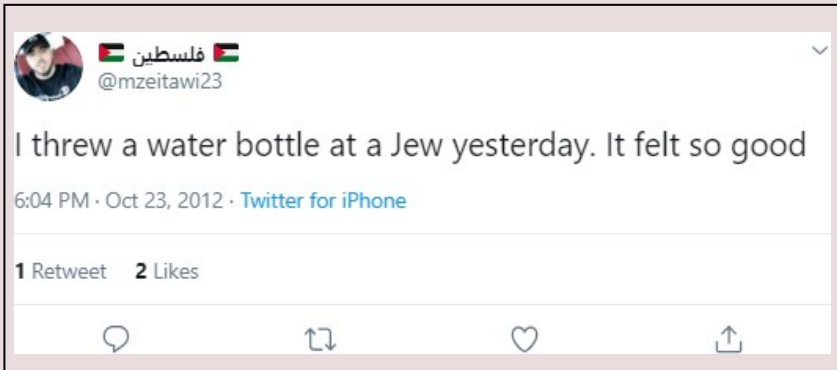 🇵🇸 فلسطين 🇵🇸
@mzeitawi23
I threw a water bottle at a Jew yesterday. It felt so good
6:04 PM · Oct 23, 2012 · Twitter for iPhone
1 Retweet 2 Likes